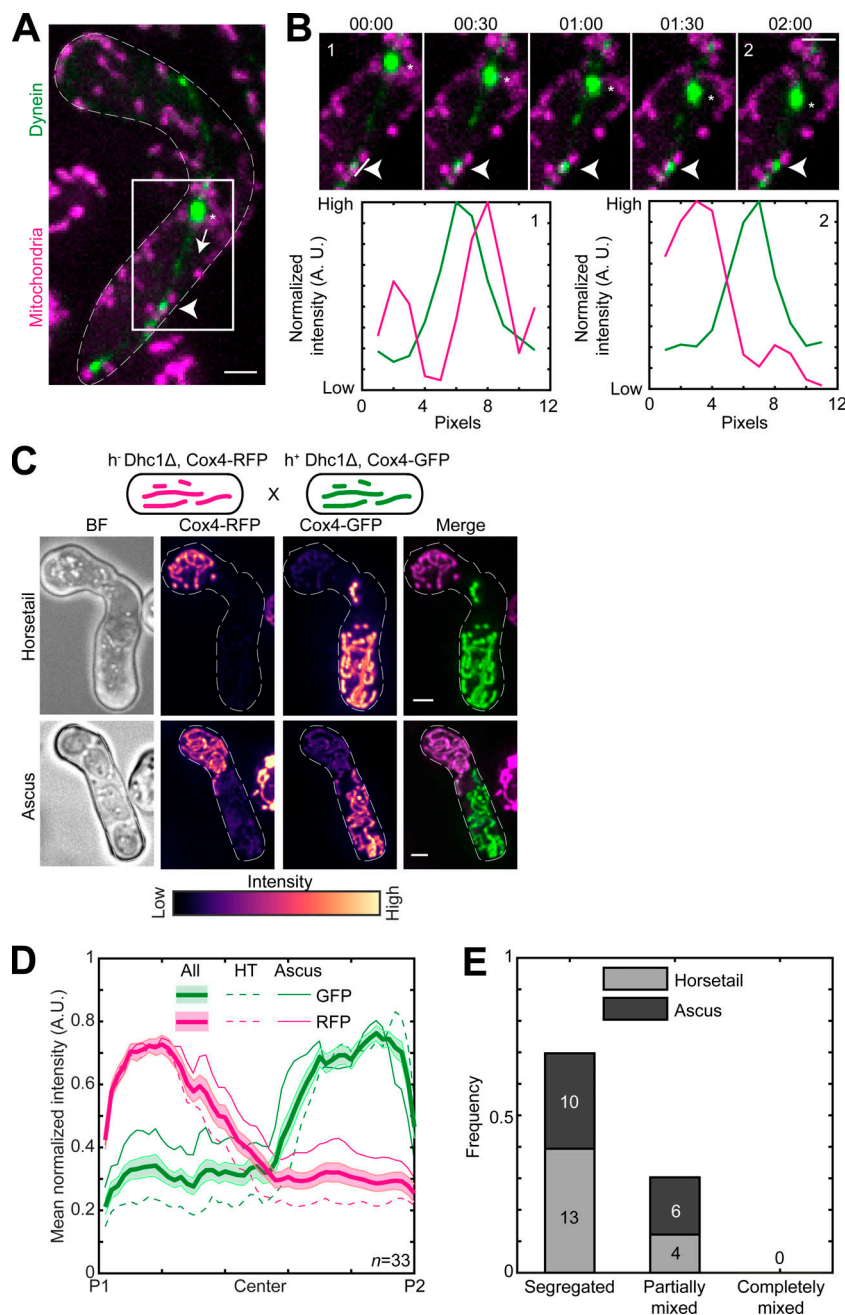 A
Dynein
Mitochondria
*
B
00:00 00:30 01:00 01:30 02:00
1 2
* * * * *
High
Normalized
intensity (A. U.)
Low
1
0 4 8 12
Pixels
High
Normalized
intensity (A. U.)
Low
2
0 4 8 12
Pixels
C
h- Dhc1Δ, Cox4-RFP X h+ Dhc1Δ, Cox4-GFP
BF Cox4-RFP Cox4-GFP Merge
Horsetail
Ascus
Intensity
Low High
D
Mean normalized intensity (A.U.)
1
0.8
0.6
0.4
0.2
0
All HT Ascus
GFP
RFP
n=33
P1 Center P2
E
Frequency
1
0.5
0
Horsetail
Ascus
10
13
6
4
0
Segregated Partially mixed Completely mixed